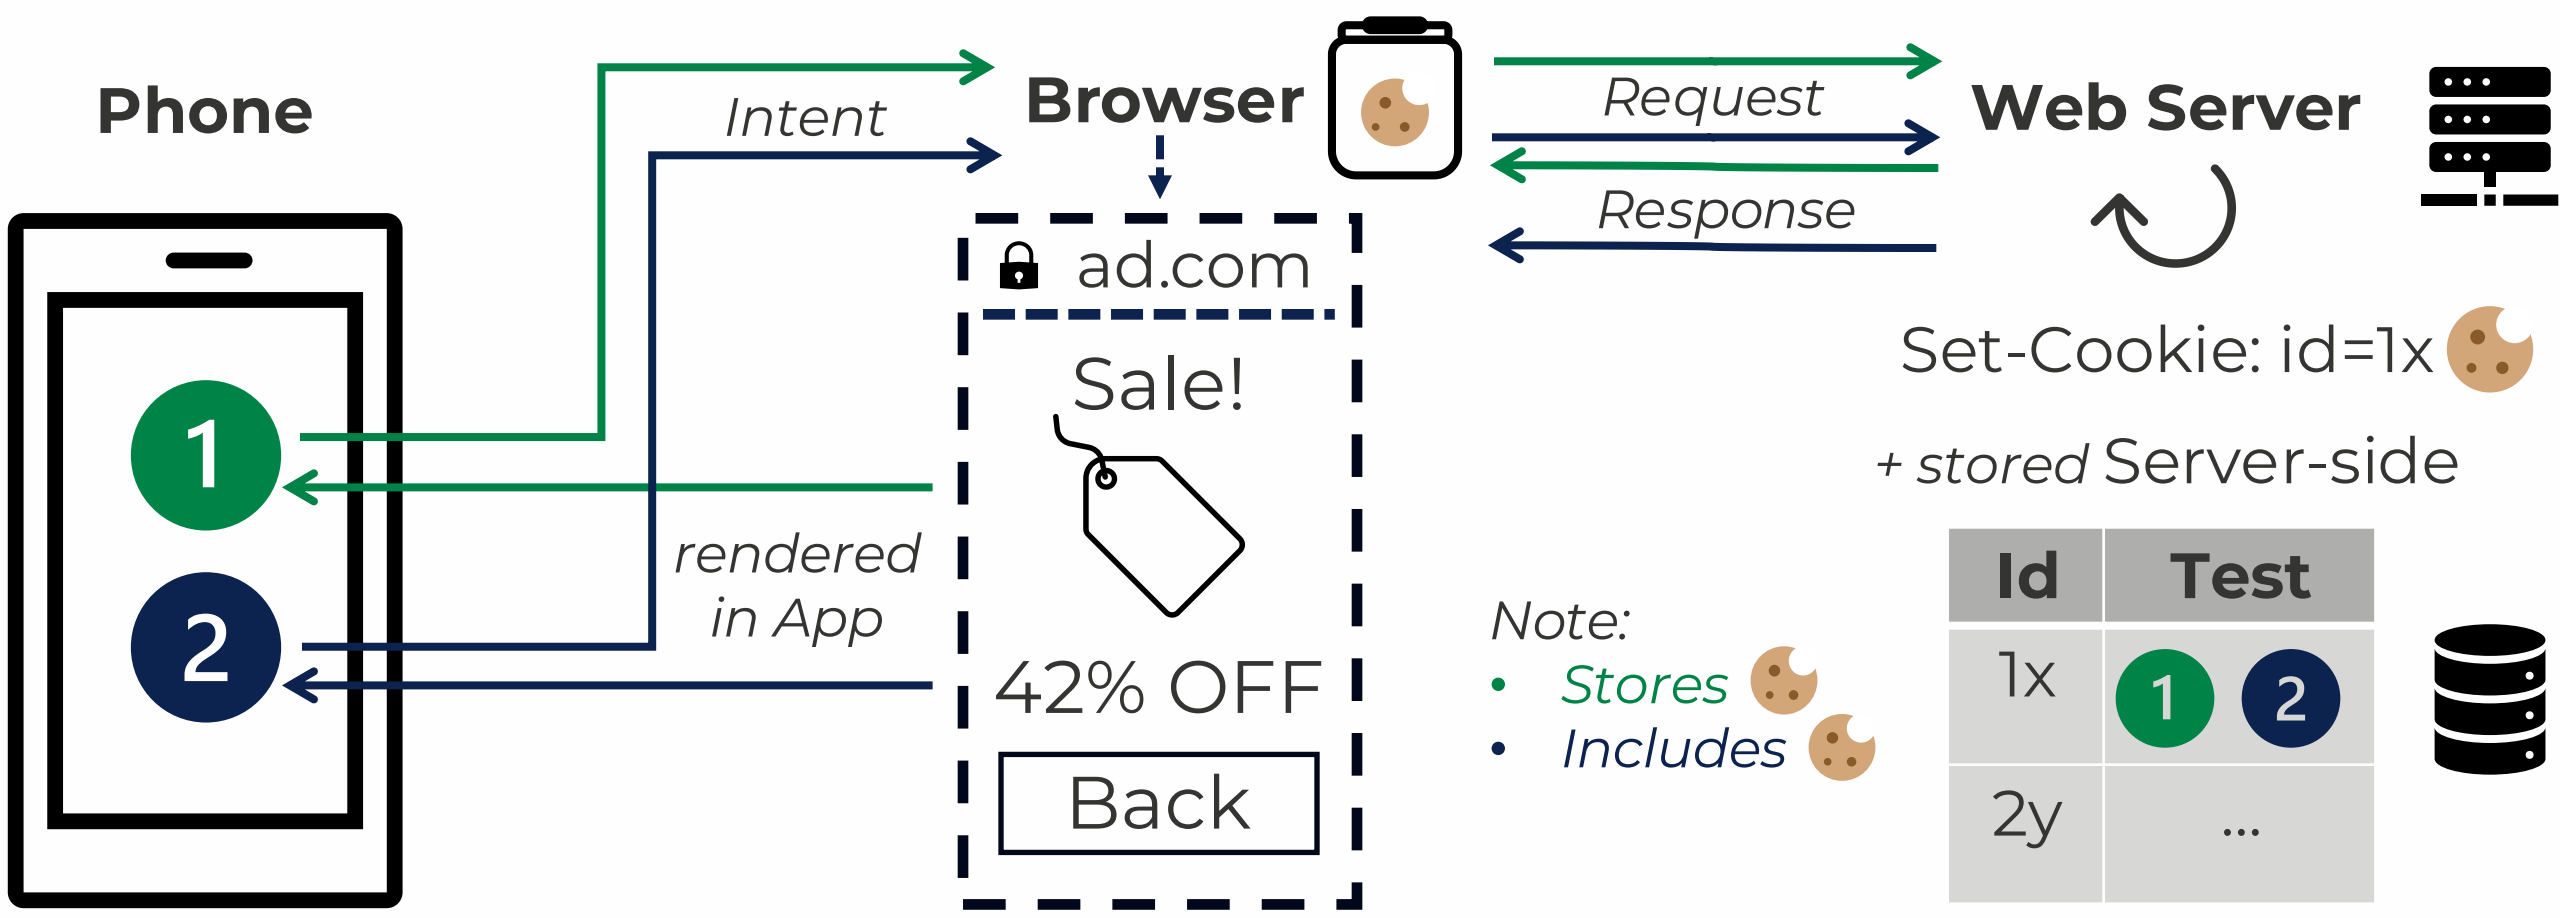 Phone
1
2
Intent
rendered
in App
Browser
ad.com
Sale!
42% OFF
Back
Request
Response
Web Server
Set-Cookie: id=1x
+ stored Server-side
Note:
• Stores
• Includes
Id Test
1x 1 2
2y ...